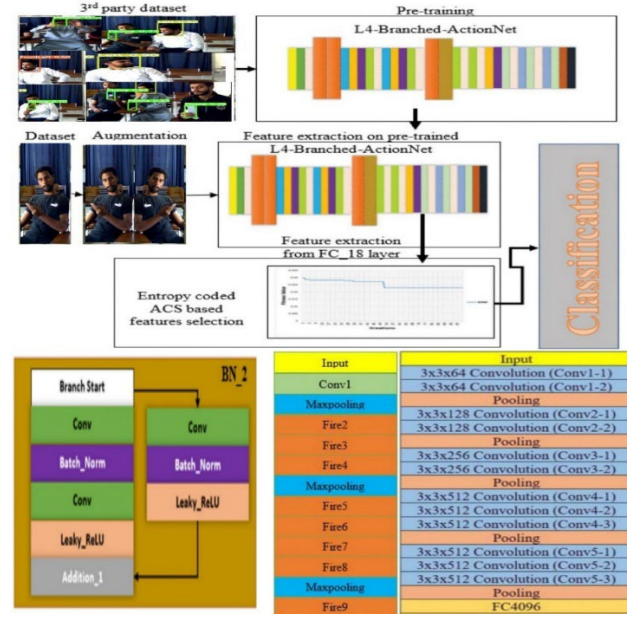 3rd party dataset
Pre-training
L4-Branched-ActionNet
Dataset
Augmentation
Feature extraction on pre-trained
L4-Branched-ActionNet
Feature extraction
from FC_18 layer
Entropy coded
ACS based
features selection
Classification
BN_2
Branch Start
Conv
Batch_Norm
Conv
Leaky_ReLU
Addition_1
Conv
Batch_Norm
Leaky_ReLU
Input
Conv1
Maxpooling
Fire2
Fire3
Fire4
Maxpooling
Fire5
Fire6
Fire7
Fire8
Maxpooling
Fire9
Input
3x3x64 Convolution (Conv1-1)
3x3x64 Convolution (Conv1-2)
Pooling
3x3x128 Convolution (Conv2-1)
3x3x128 Convolution (Conv2-2)
Pooling
3x3x256 Convolution (Conv3-1)
3x3x256 Convolution (Conv3-2)
Pooling
3x3x512 Convolution (Conv4-1)
3x3x512 Convolution (Conv4-2)
3x3x512 Convolution (Conv4-3)
Pooling
3x3x512 Convolution (Conv5-1)
3x3x512 Convolution (Conv5-2)
3x3x512 Convolution (Conv5-3)
Pooling
FC4096